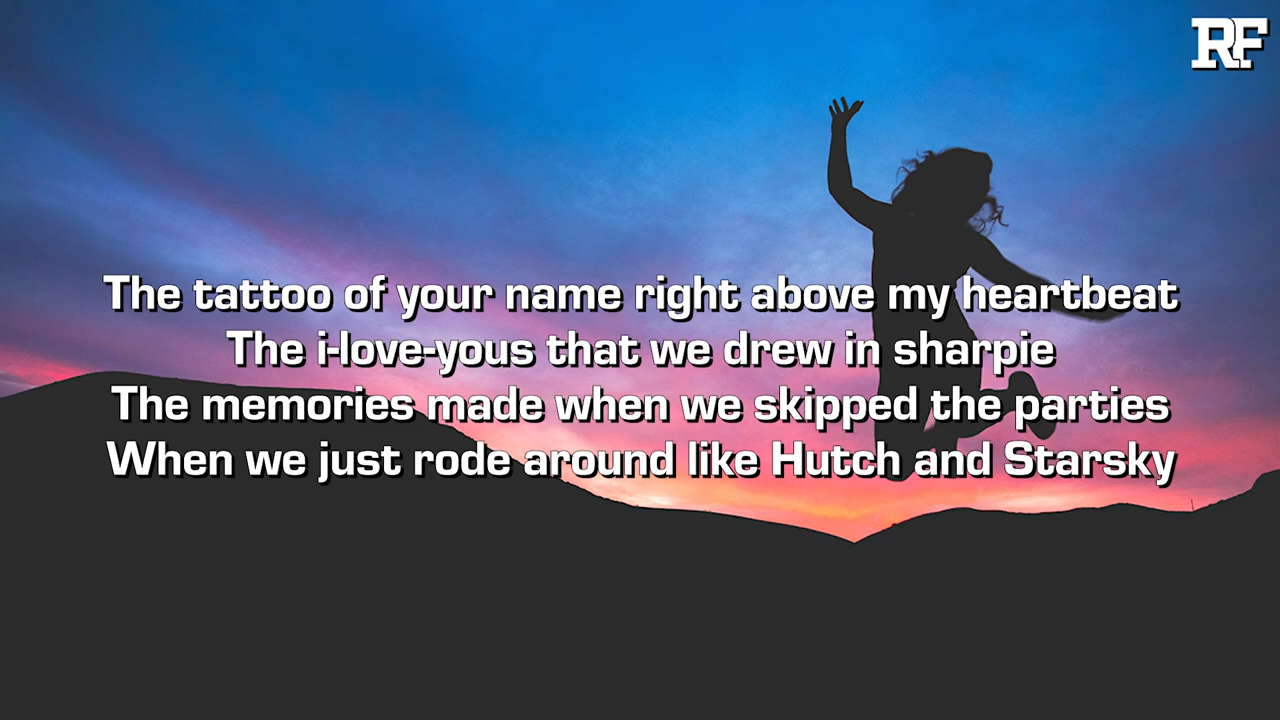 RF
The tattoo of your name right above my heartbeat
The i-love-yous that we drew in sharpie
The memories made when we skipped the parties
When we just rode around like Hutch and Starsky